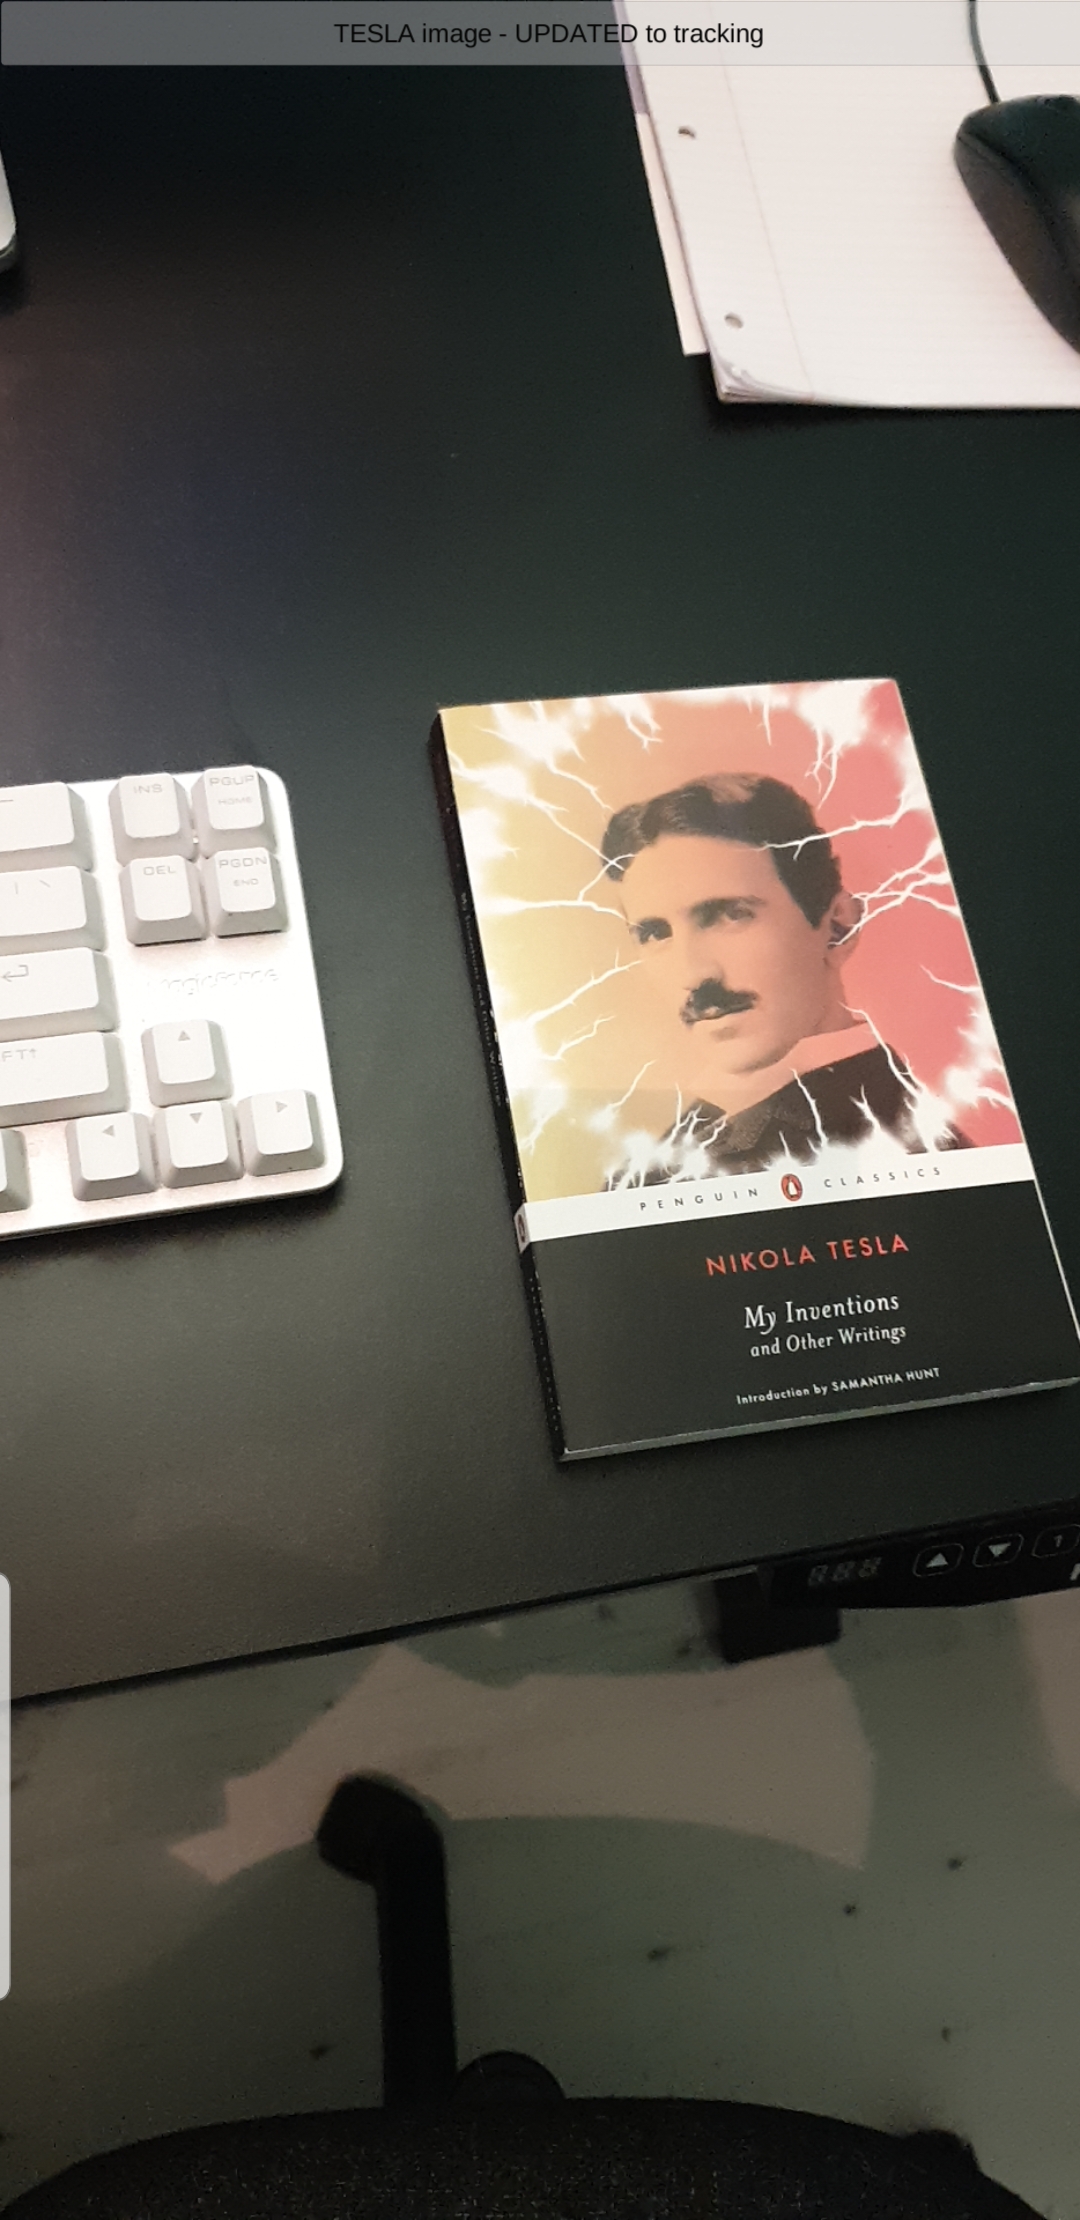 TESLA image - UPDATED to tracking
INS
PGUP
HOME
DEL
PGDN
END
PENGUIN CLASSICS
NIKOLA TESLA
My Inventions
and Other Writings
Introduction by SAMANTHA HUNT
1